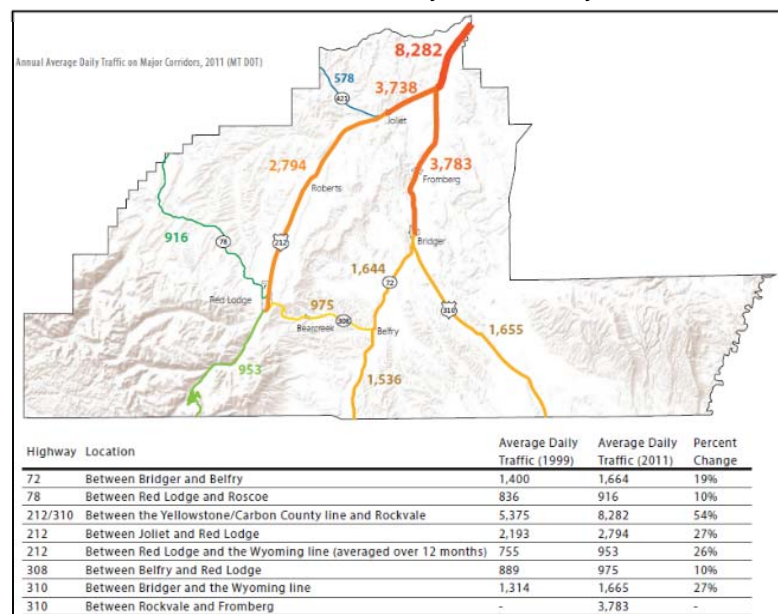 Annual Average Daily Traffic on Major Corridors, 2011 (MT DOT)
8,282
578
3,738
421
Joliet
2,794
3,783
Roberts
Fromberg
916
78
212
Bridger
1,644
72
Red Lodge
975
310
Bearcreek
308
Belfry
1,655
953
1,536
Highway Location Average Daily Traffic (1999) Average Daily Traffic (2011) Percent Change
72 Between Bridger and Belfry 1,400 1,664 19%
78 Between Red Lodge and Roscoe 836 916 10%
212/310 Between the Yellowstone/Carbon County line and Rockvale 5,375 8,282 54%
212 Between Joliet and Red Lodge 2,193 2,794 27%
212 Between Red Lodge and the Wyoming line (averaged over 12 months) 755 953 26%
308 Between Belfry and Red Lodge 889 975 10%
310 Between Bridger and the Wyoming line 1,314 1,665 27%
310 Between Rockvale and Fromberg - 3,783 -